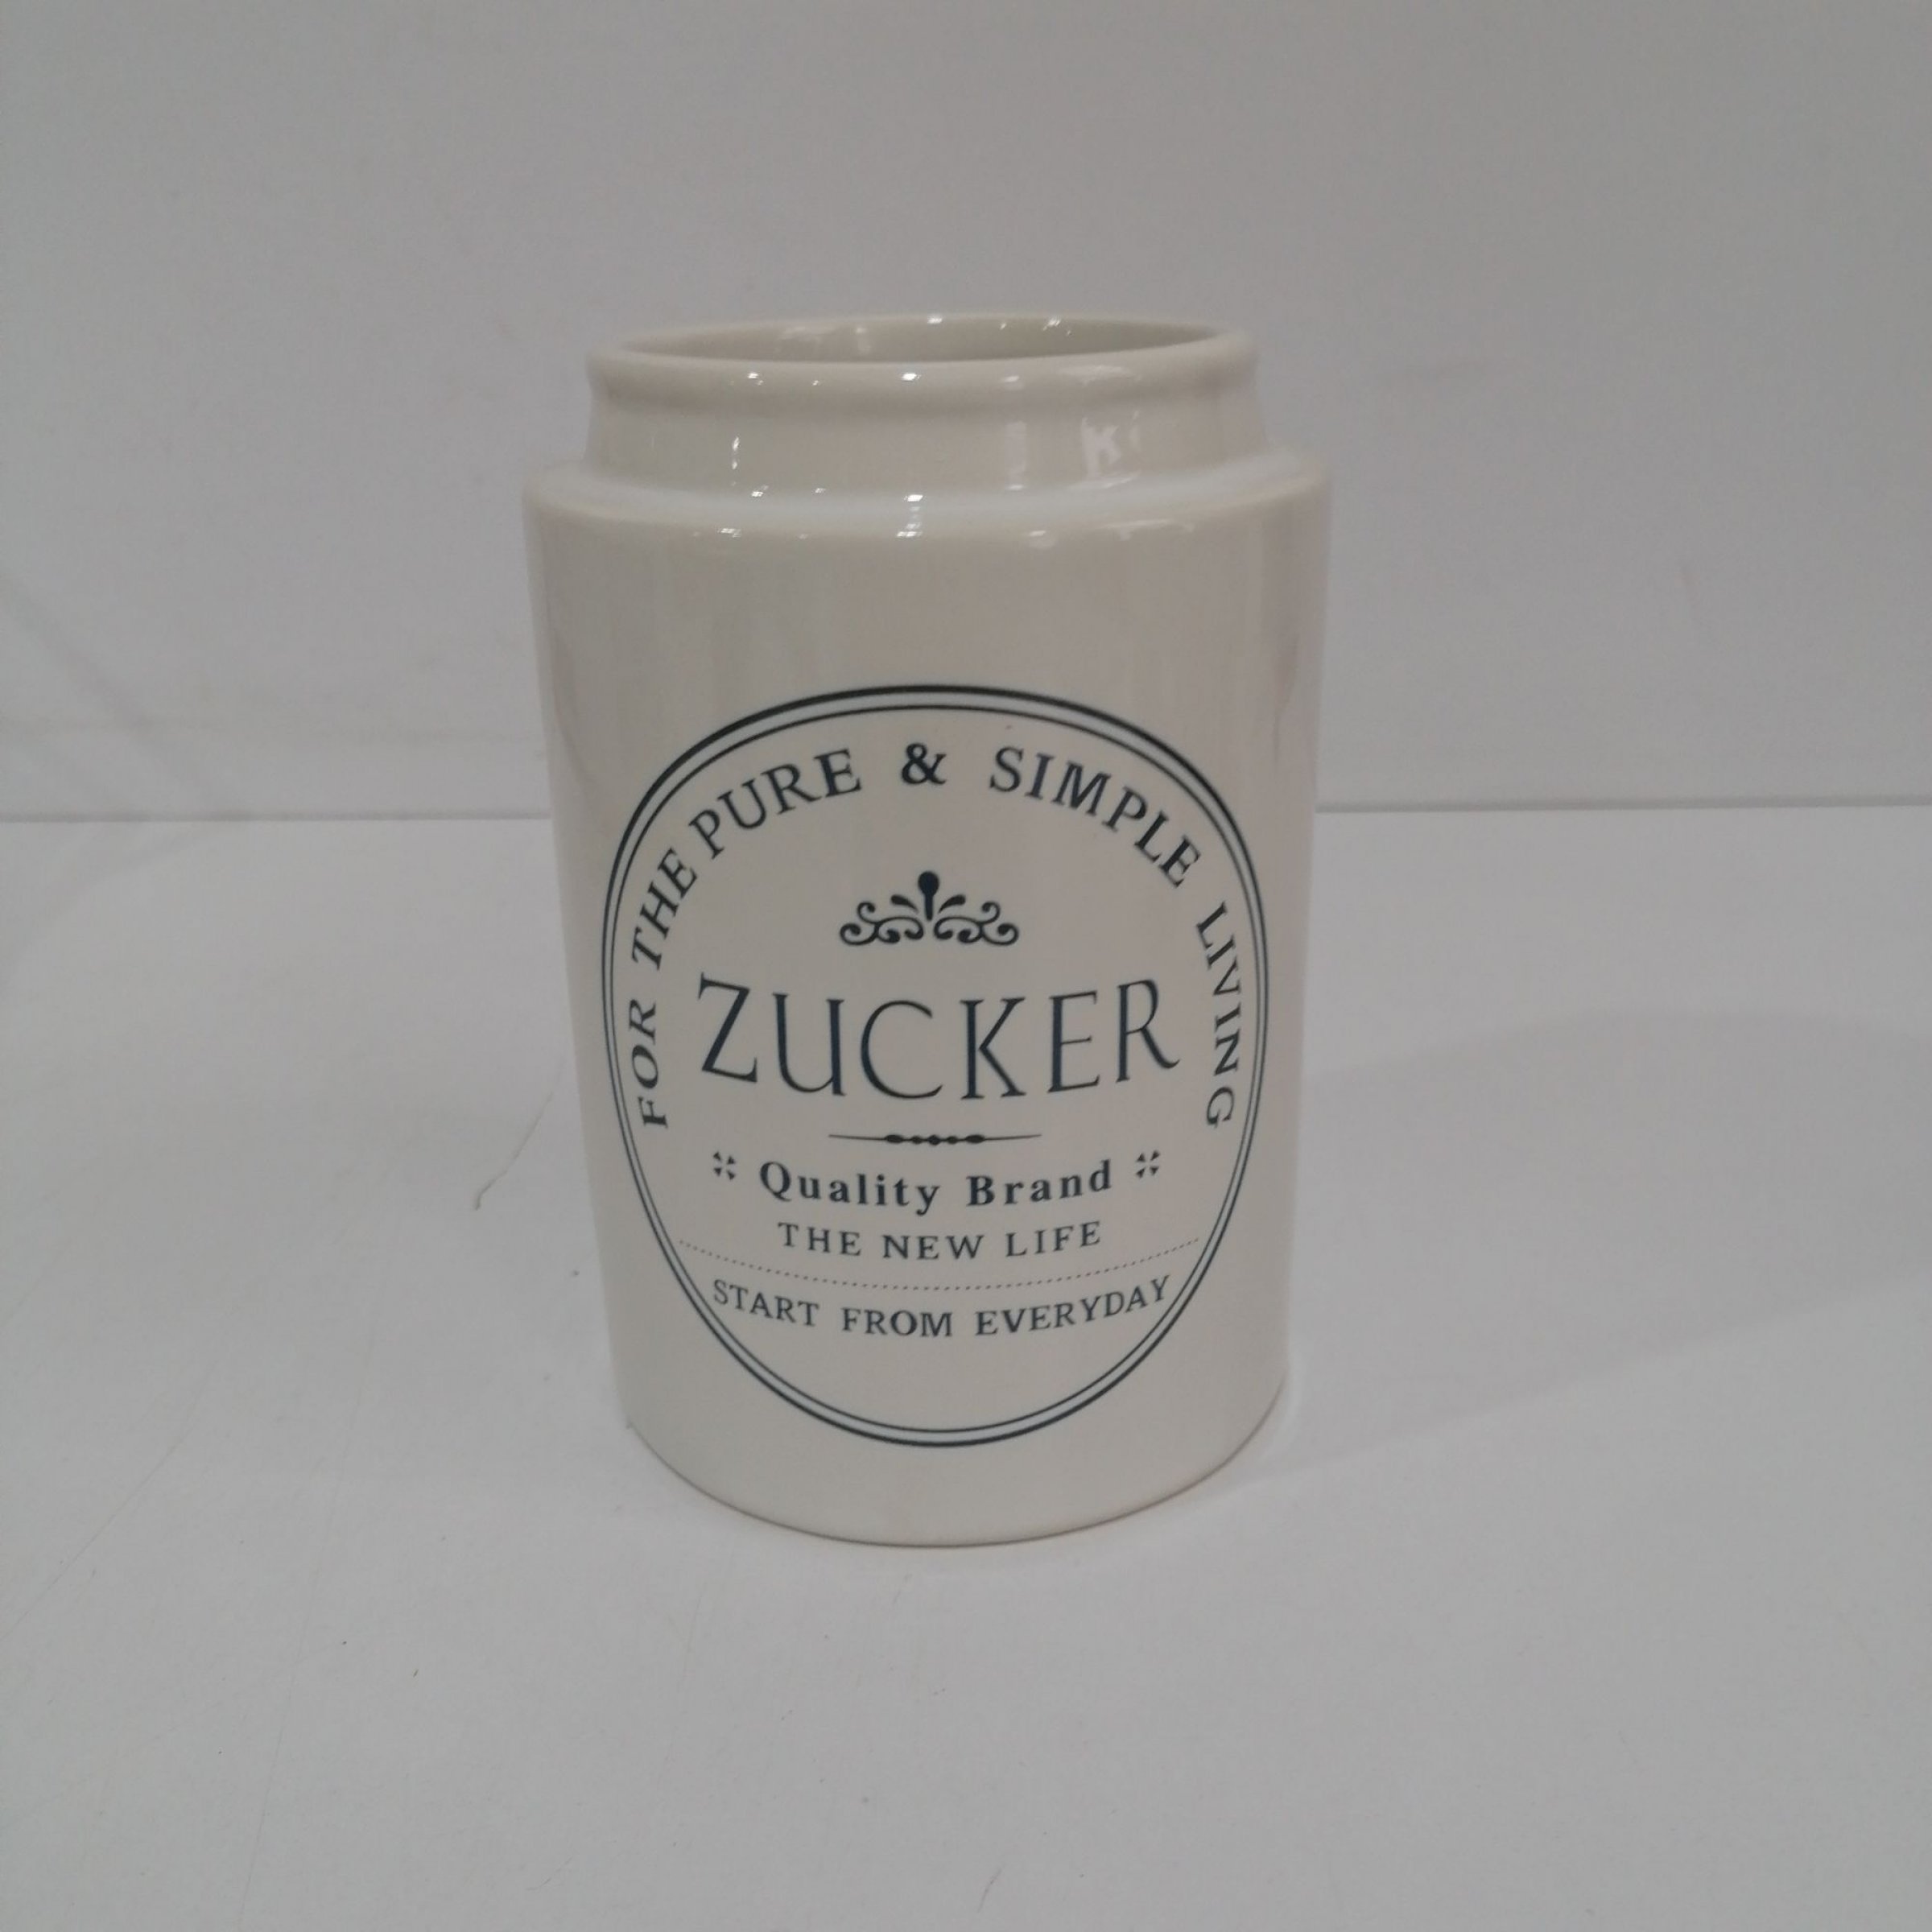 FOR THE PURE & SIMPLE LIVING
ZUCKER
Quality Brand
THE NEW LIFE
START FROM EVERYDAY